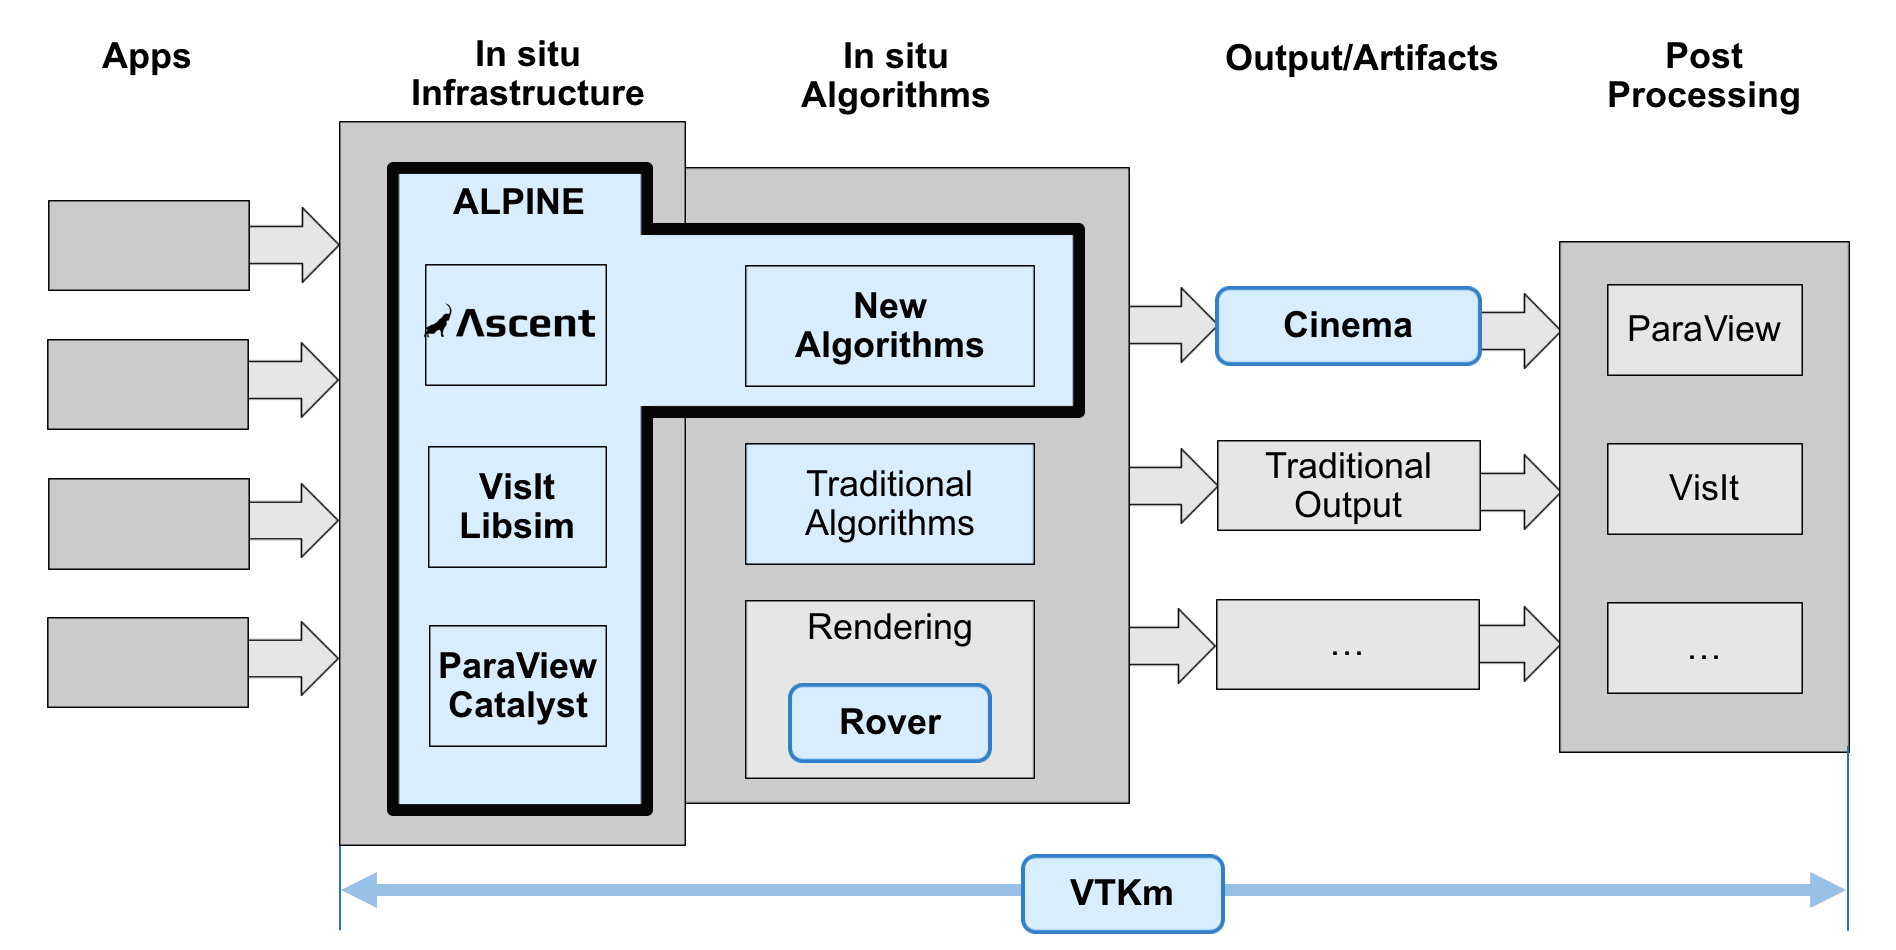 Apps
In situ
Infrastructure
In situ
Algorithms
Output/Artifacts
Post
Processing
ALPINE
Ascent
VisIt
Libsim
ParaView
Catalyst
New
Algorithms
Traditional
Algorithms
Rendering
Rover
Cinema
Traditional
Output
...
ParaView
VisIt
...
VTKm